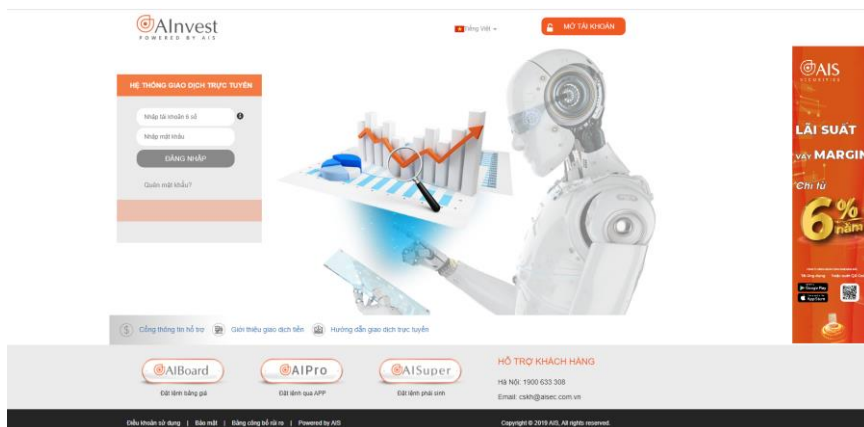 AInvest
POWERED BY AIS
Tiếng Việt
MỞ TÀI KHOẢN
HỆ THỐNG GIAO DỊCH TRỰC TUYẾN
Nhập tài khoản 6 số
Nhập mật khẩu
ĐĂNG NHẬP
Quên mật khẩu?
AIS
SECURITIES
LÃI SUẤT
VAY MARGIN
Chỉ từ
6%
năm
Google Play
App Store
Cổng thông tin hỗ trợ
Giới thiệu giao dịch tiền
Hướng dẫn giao dịch trực tuyến
AIBoard
AIPro
AISuper
Đặt lệnh bảng giá
Đặt lệnh qua APP
Đặt lệnh phái sinh
HỖ TRỢ KHÁCH HÀNG
Hà Nội: 1900 633 308
Email: cskh@aisec.com.vn
Điều khoản sử dụng | Bảo mật | Bảng công bố rủi ro | Powered by AIS
Copyright © 2019 AIS, All rights reserved.